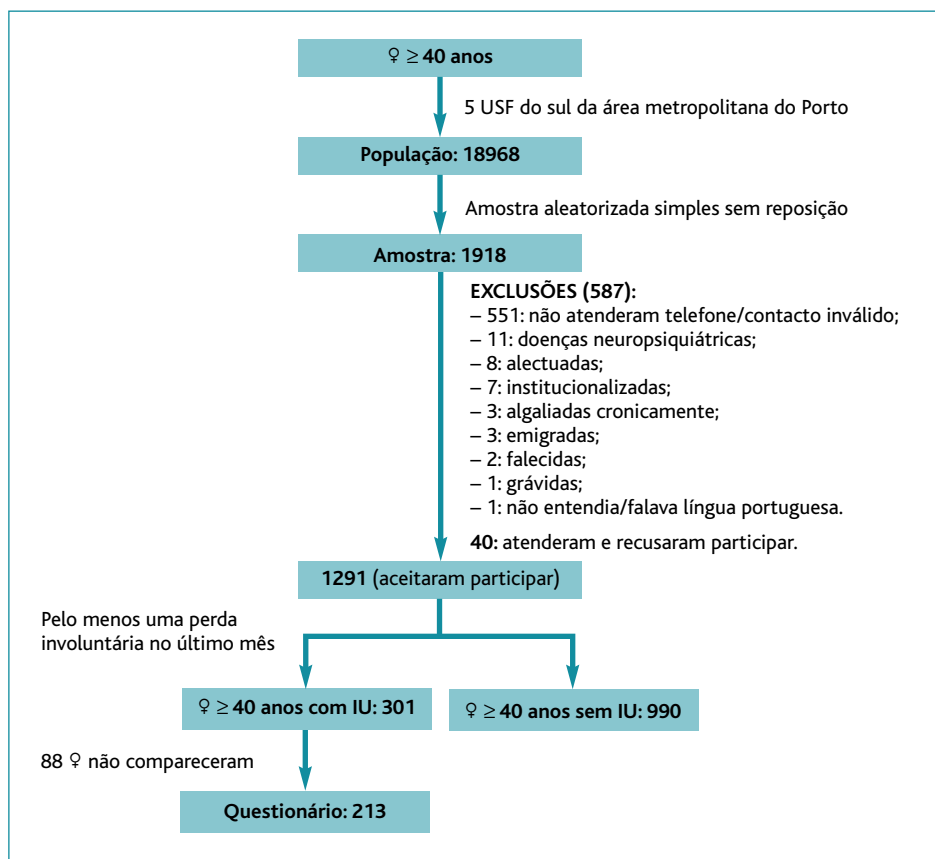 ♀ ≥ 40 anos
5 USF do sul da área metropolitana do Porto
População: 18968
Amostra aleatorizada simples sem reposição
Amostra: 1918
EXCLUSÕES (587):
– 551: não atenderam telefone/contacto inválido;
– 11: doenças neuropsiquiátricas;
– 8: alectuadas;
– 7: institucionalizadas;
– 3: algaliadas cronicamente;
– 3: emigradas;
– 2: falecidas;
– 1: grávidas;
– 1: não entendia/falava língua portuguesa.
40: atenderam e recusaram participar.
1291 (aceitaram participar)
Pelo menos uma perda
involuntária no último mês
♀ ≥ 40 anos com IU: 301
♀ ≥ 40 anos sem IU: 990
88 ♀ não compareceram
Questionário: 213